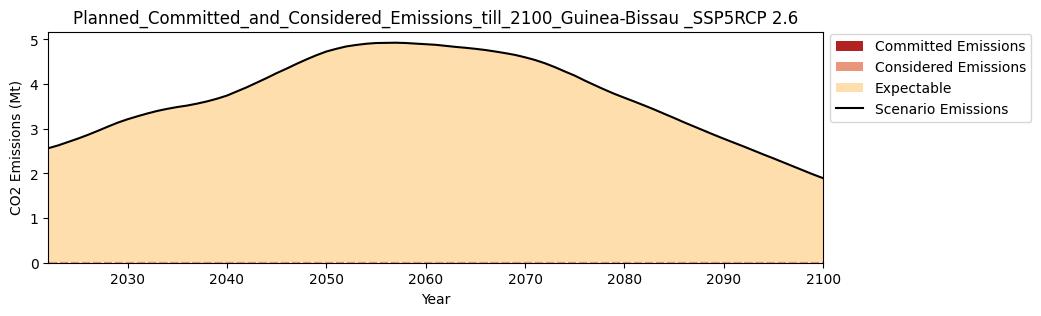 Planned_Committed_and_Considered_Emissions_till_2100_Guinea-Bissau _SSP5RCP 2.6
Committed Emissions
Considered Emissions
Expectable
Scenario Emissions
CO2 Emissions (Mt)
5
4
3
2
1
0
2030 2040 2050 2060 2070 2080 2090 2100
Year